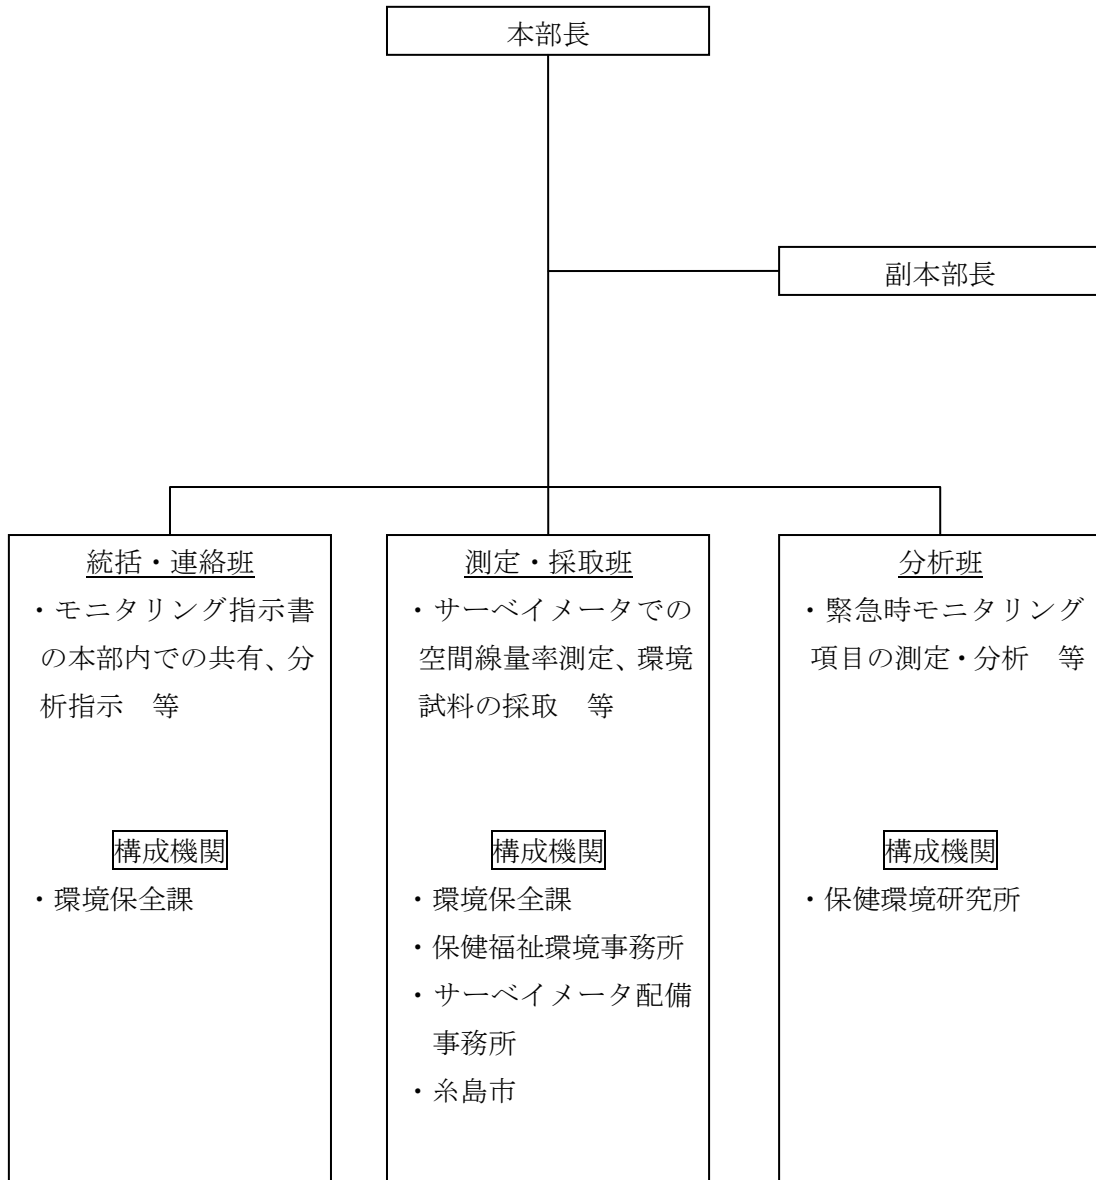 本部長
副本部長
統括・連絡班
・モニタリング指示書
の本部内での共有、分
析指示　等
構成機関
・環境保全課
測定・採取班
・サーベイメータでの
空間線量率測定、環境
試料の採取　等
構成機関
・環境保全課
・保健福祉環境事務所
・サーベイメータ配備
事務所
・糸島市
分析班
・緊急時モニタリング
項目の測定・分析　等
構成機関
・保健環境研究所